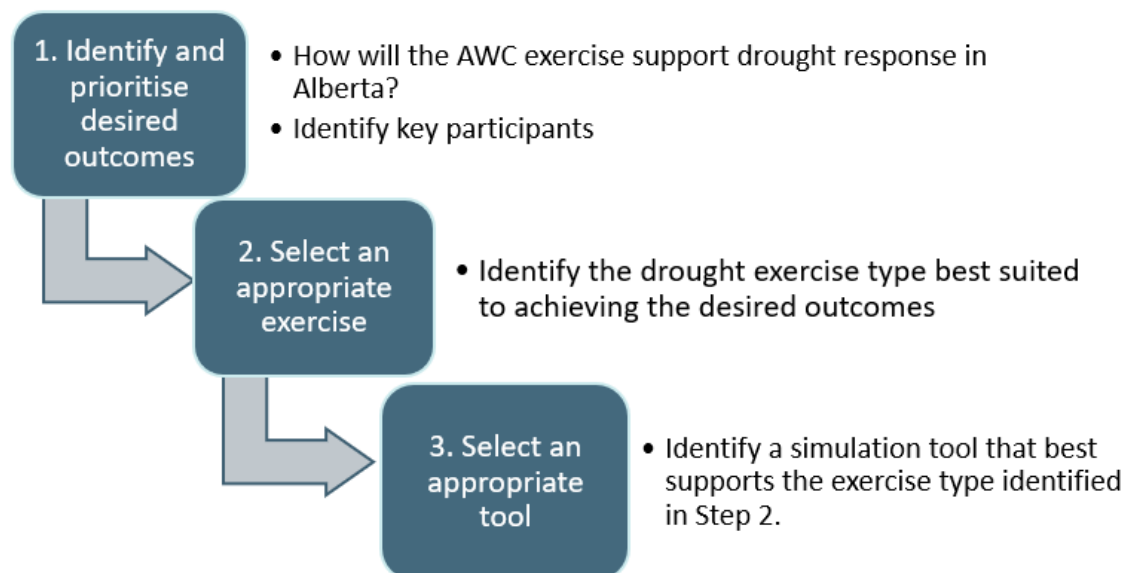 1. Identify and
prioritise
desired
outcomes
• How will the AWC exercise support drought response in
Alberta?
• Identify key participants
2. Select an
appropriate
exercise
• Identify the drought exercise type best suited
to achieving the desired outcomes
3. Select an
appropriate
tool
• Identify a simulation tool that best
supports the exercise type identified
in Step 2.